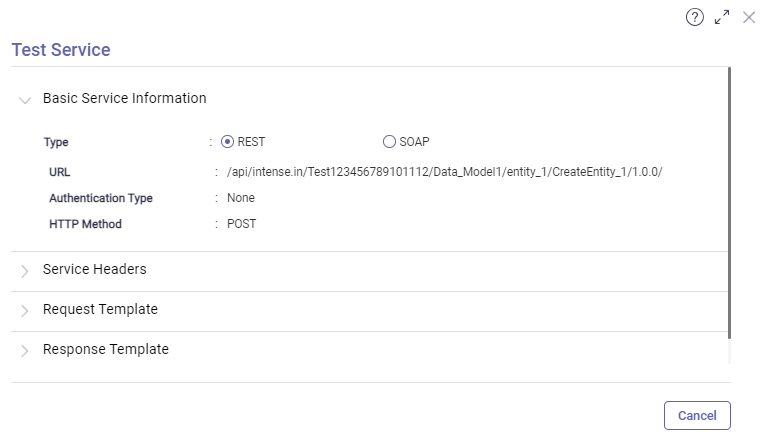 Test Service
Basic Service Information
Type : REST SOAP
URL : /api/intense.in/Test123456789101112/Data_Model1/entity_1/CreateEntity_1/1.0.0/
Authentication Type : None
HTTP Method : POST
Service Headers
Request Template
Response Template
Cancel